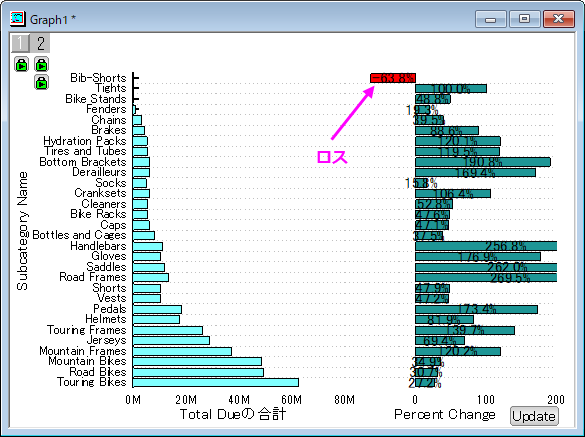 Graph1 *
1 2
Subcategory Name
Bib-Shorts -63.8%
Tights 100.0%
Bike Stands 48.8%
Fenders 19.3%
Chains 39.5%
Brakes 88.6%
Hydration Packs 120.1%
Tires and Tubes 119.5%
Bottom Brackets 190.8%
Derailleurs 169.4%
Socks 15.8%
Cranksets 106.4%
Cleaners 52.8%
Bike Racks 47.6%
Caps 47.1%
Bottles and Cages 37.5%
Handlebars 256.8%
Gloves 176.9%
Saddles 262.0%
Road Frames 269.5%
Shorts 47.9%
Vests 47.2%
Pedals 173.4%
Helmets 81.9%
Touring Frames 139.7%
Jerseys 69.4%
Mountain Frames 120.2%
Mountain Bikes 34.9%
Road Bikes 30.7%
Touring Bikes 27.2%
ロス
0M 20M 40M 60M 80M 0 100 200
Total Dueの 合計 Percent Change
Update